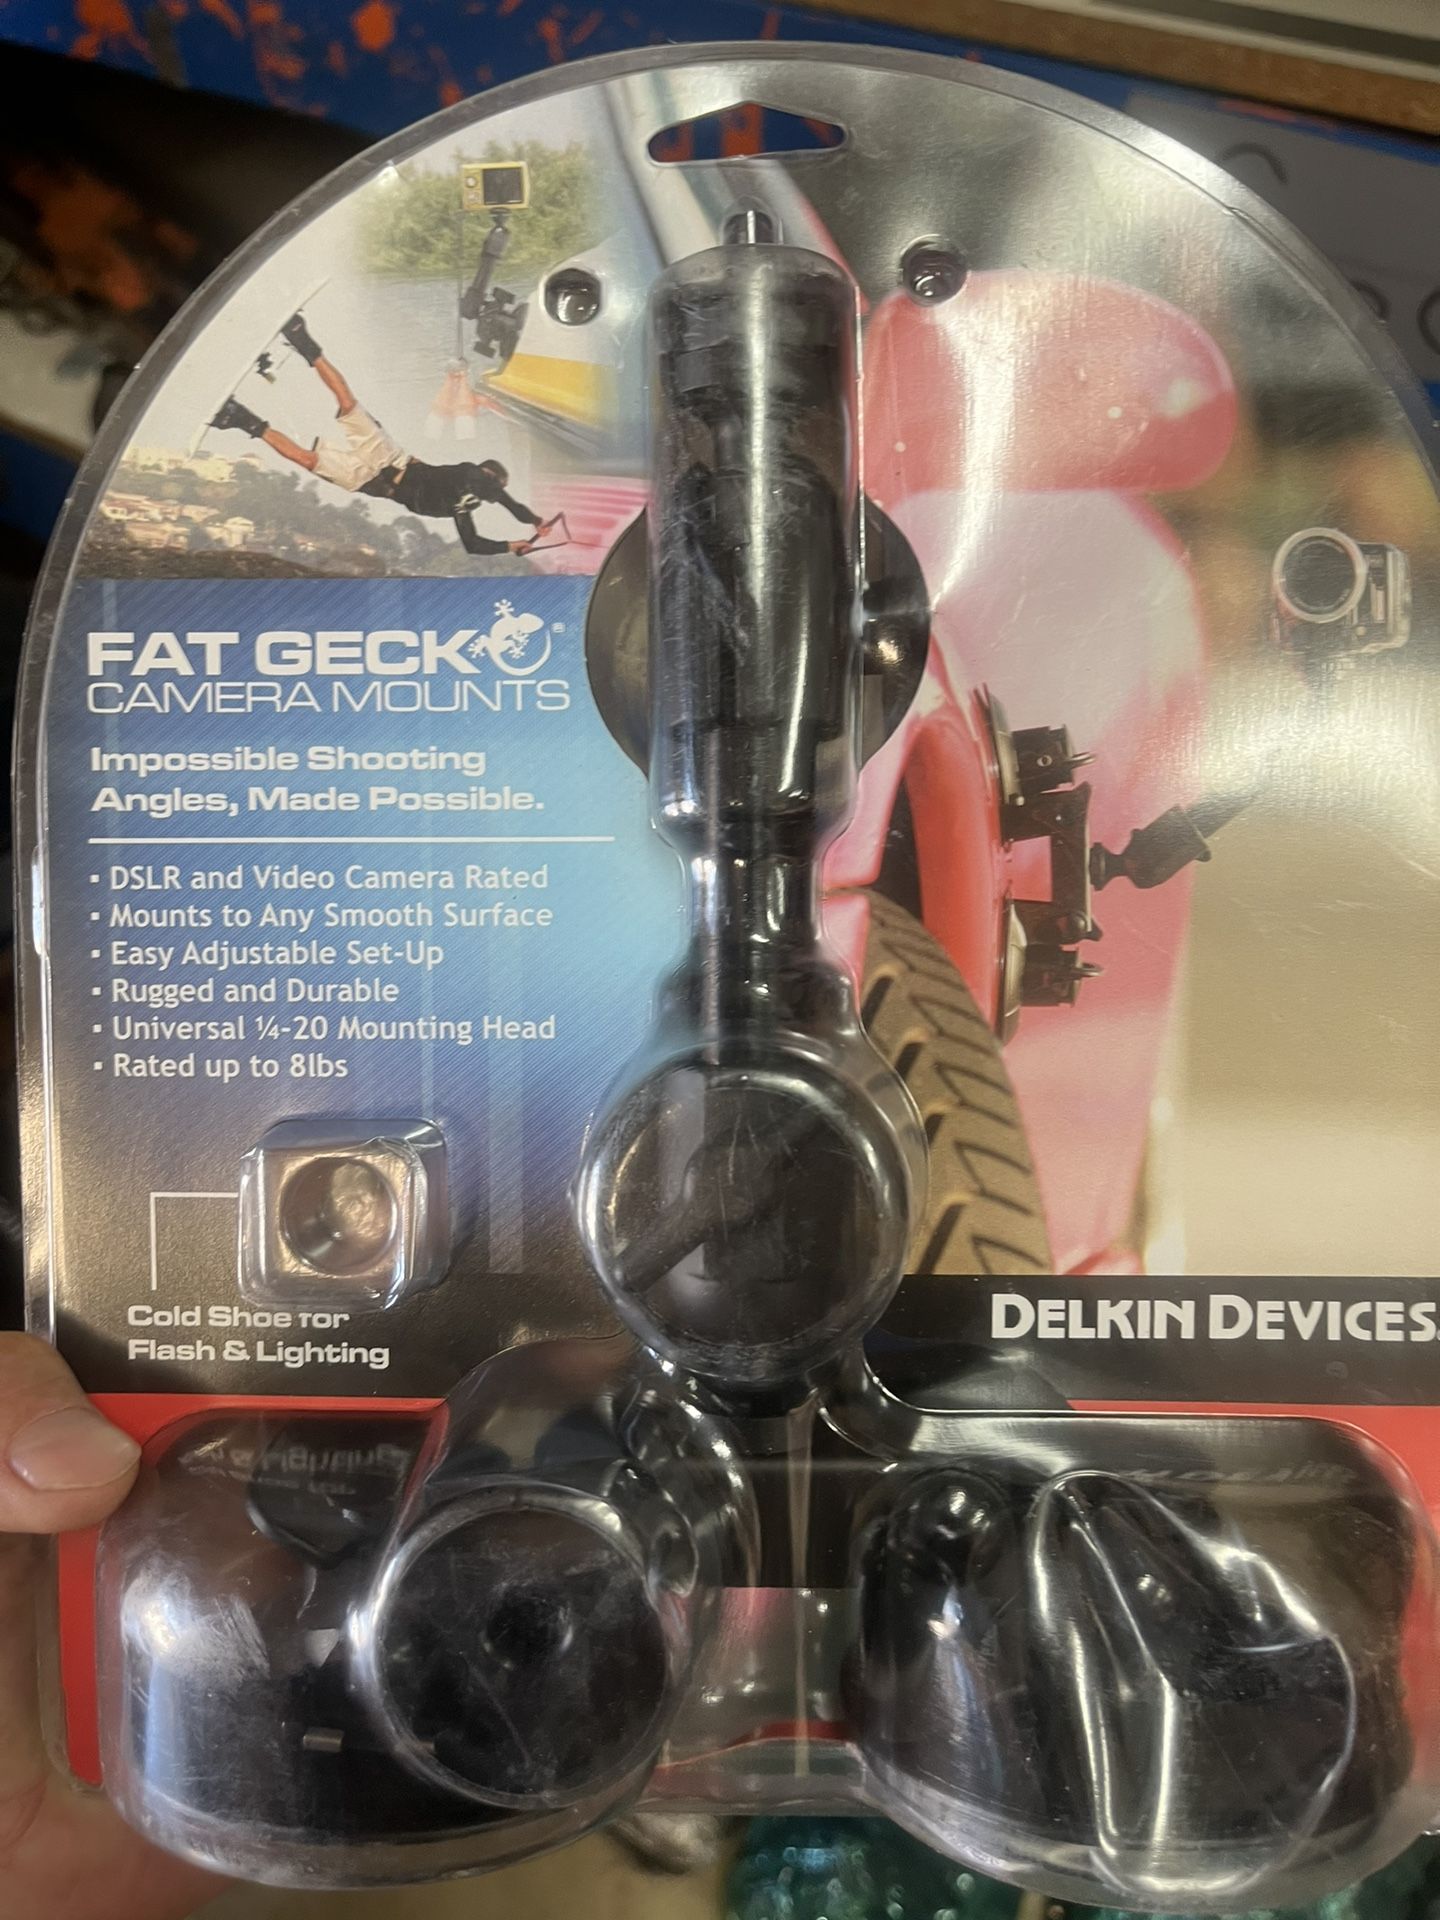 FAT GECKO®
CAMERA MOUNTS
Impossible Shooting
Angles, Made Possible.
▪ DSLR and Video Camera Rated
▪ Mounts to Any Smooth Surface
▪ Easy Adjustable Set-Up
▪ Rugged and Durable
▪ Universal ¼-20 Mounting Head
▪ Rated up to 8lbs
Cold Shoe for
Flash & Lighting
DELKIN DEVICES